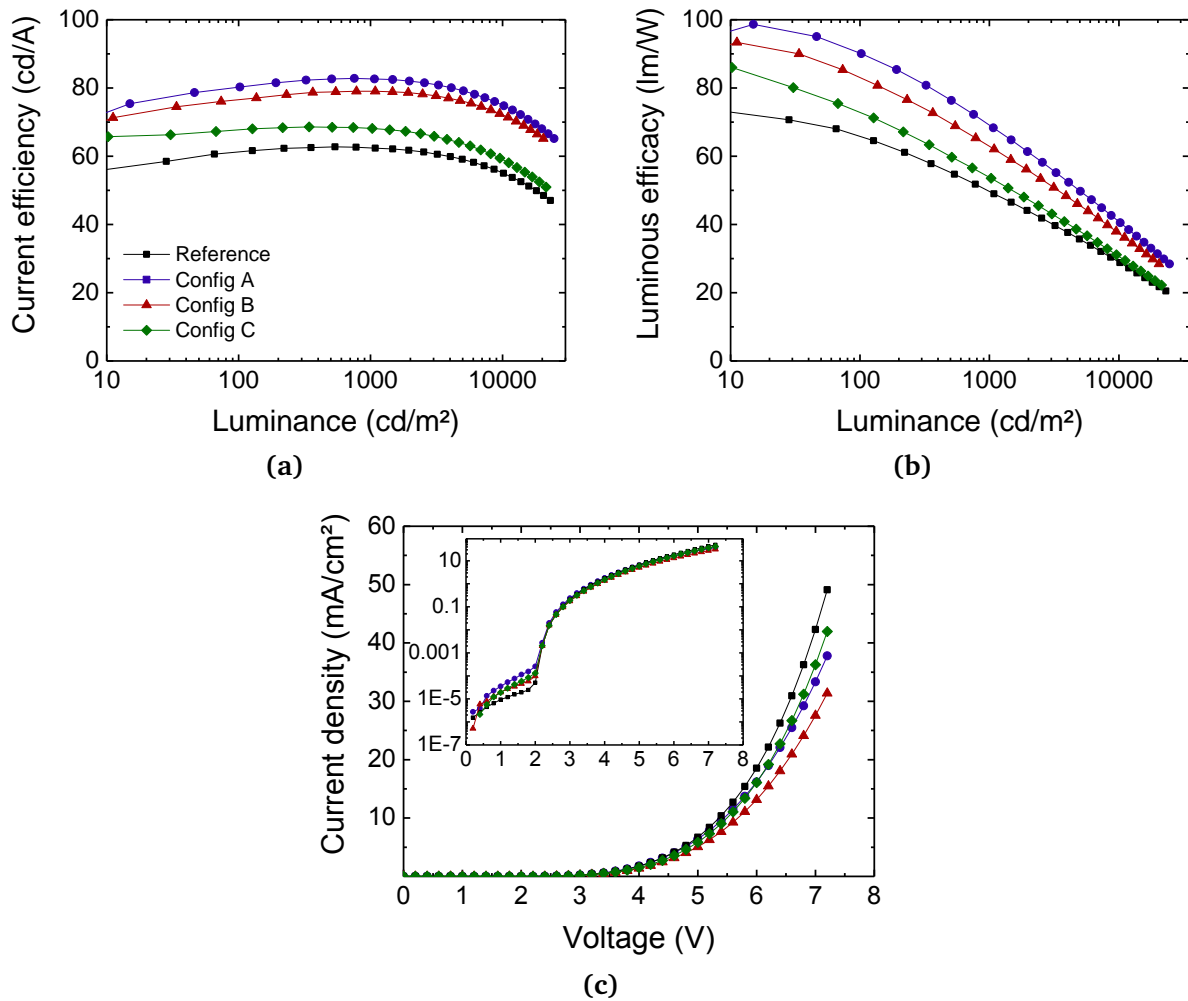 100
80
60
40
20
0
Current efficiency (cd/A)
Reference
Config A
Config B
Config C
10 100 1000 10000
Luminance (cd/m²)
(a)
100
80
60
40
20
0
Luminous efficacy (lm/W)
10 100 1000 10000
Luminance (cd/m²)
(b)
60
50
40
30
20
10
Current density (mA/cm²)
10
0.1
0.001
1E-5
1E-7
0 1 2 3 4 5 6 7 8
0 1 2 3 4 5 6 7 8
Voltage (V)
(c)